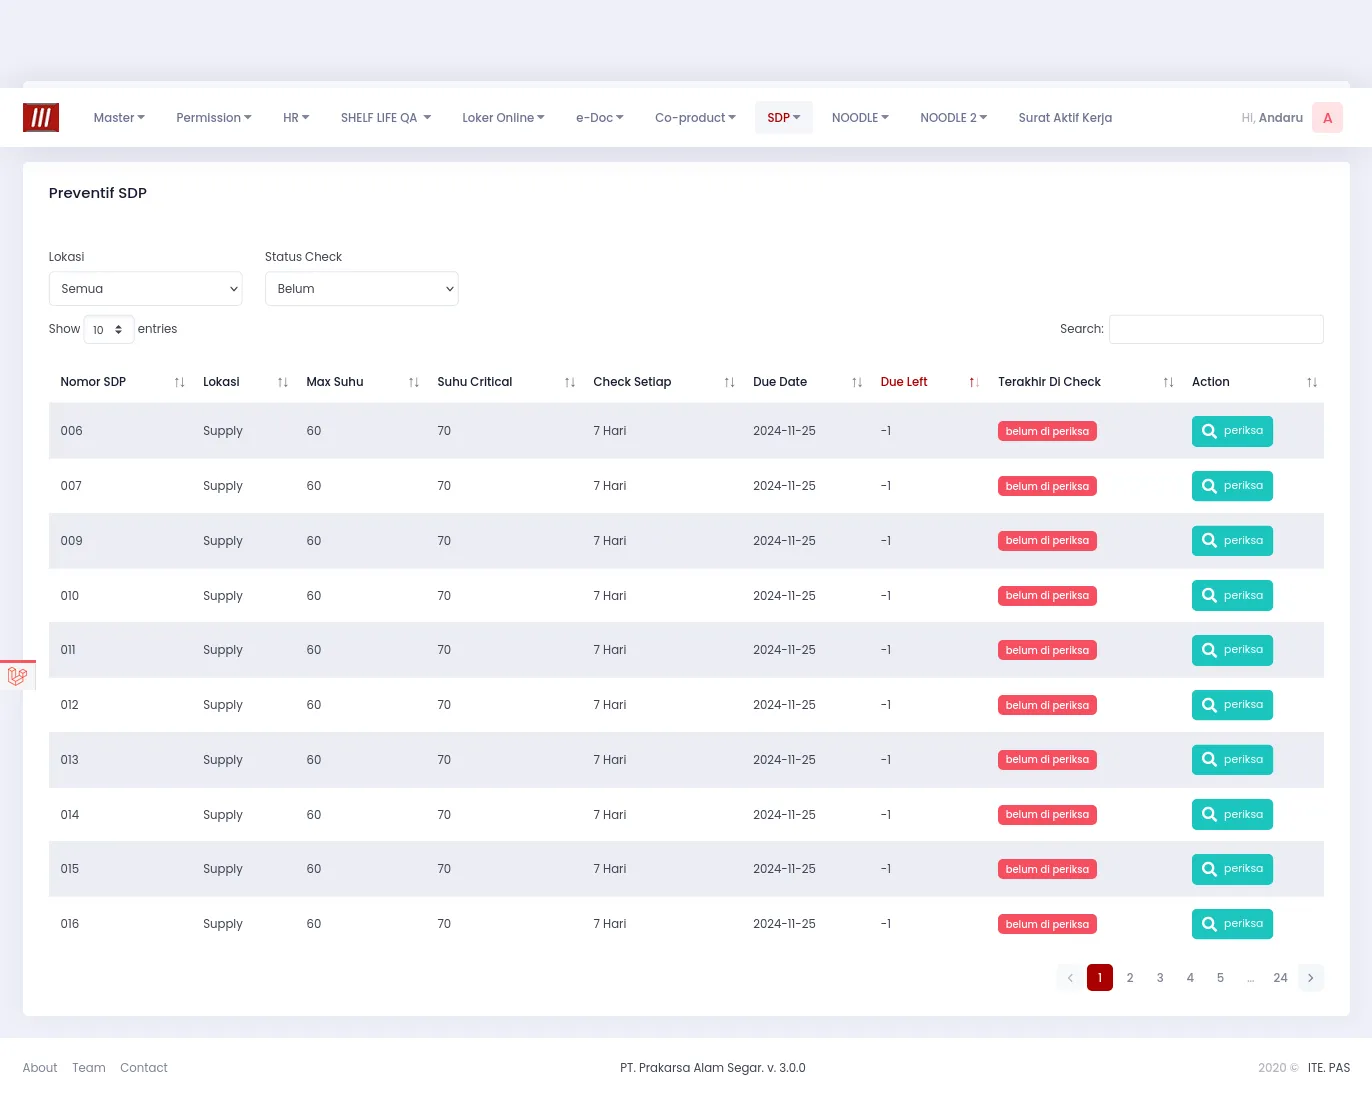 Master Permission HR SHELF LIFE QA Loker Online e-Doc Co-product SDP NOODLE NOODLE 2 Surat Aktif Kerja HI, Andaru A
Preventif SDP
Lokasi Status Check
Semua Belum
Show 10 entries Search:
Nomor SDP Lokasi Max Suhu Suhu Critical Check Setiap Due Date Due Left Terakhir Di Check Action
006 Supply 60 70 7 Hari 2024-11-25 -1 belum di periksa periksa
007 Supply 60 70 7 Hari 2024-11-25 -1 belum di periksa periksa
009 Supply 60 70 7 Hari 2024-11-25 -1 belum di periksa periksa
010 Supply 60 70 7 Hari 2024-11-25 -1 belum di periksa periksa
011 Supply 60 70 7 Hari 2024-11-25 -1 belum di periksa periksa
012 Supply 60 70 7 Hari 2024-11-25 -1 belum di periksa periksa
013 Supply 60 70 7 Hari 2024-11-25 -1 belum di periksa periksa
014 Supply 60 70 7 Hari 2024-11-25 -1 belum di periksa periksa
015 Supply 60 70 7 Hari 2024-11-25 -1 belum di periksa periksa
016 Supply 60 70 7 Hari 2024-11-25 -1 belum di periksa periksa
1 2 3 4 5 ... 24
About Team Contact PT. Prakarsa Alam Segar. v. 3.0.0 2020 © ITE. PAS